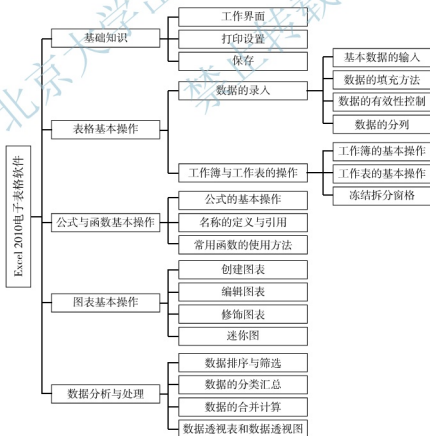 Excel 2010电子表格软件
基础知识
工作界面
打印设置
保存
表格基本操作
数据的录入
基本数据的输入
数据的填充方法
数据的有效性控制
数据的分列
工作簿与工作表的操作
工作簿的基本操作
工作表的基本操作
冻结拆分窗格
公式与函数基本操作
公式的基本操作
名称的定义与引用
常用函数的使用方法
图表基本操作
创建图表
编辑图表
修饰图表
迷你图
数据分析与处理
数据排序与筛选
数据的分类汇总
数据的合并计算
数据透视表和数据透视图
北京大学出
禁止转载